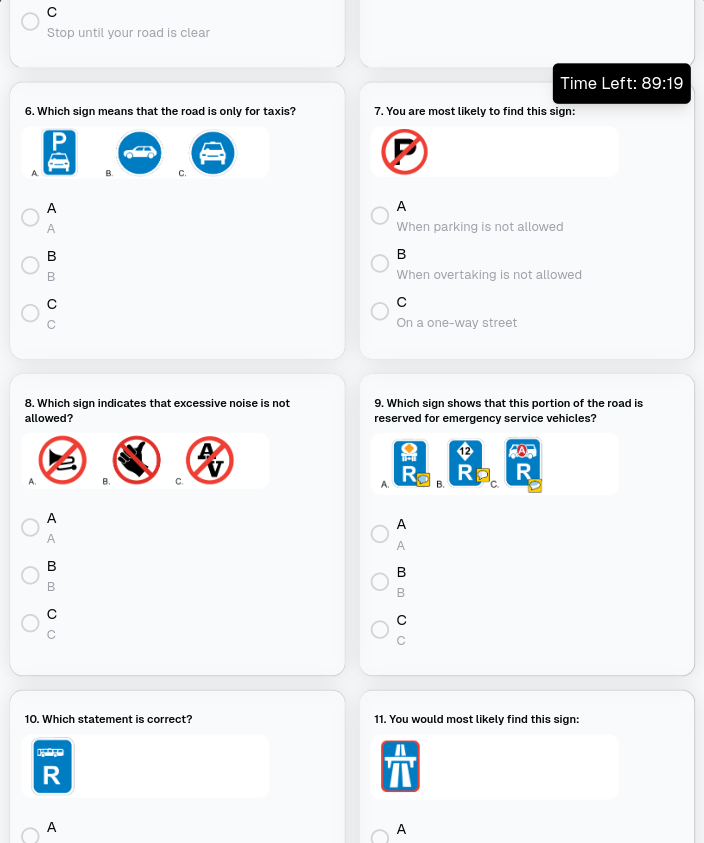 C
Stop until your road is clear
Time Left: 89:19
6. Which sign means that the road is only for taxis?
P
A.
B.
C.
A
A
B
B
C
C
7. You are most likely to find this sign:
P
A
When parking is not allowed
B
When overtaking is not allowed
C
On a one-way street
8. Which sign indicates that excessive noise is not
allowed?
A.
B.
C.
A
V
A
A
B
B
C
C
9. Which sign shows that this portion of the road is
reserved for emergency service vehicles?
A.
R
B.
12
R
C.
A
R
A
A
B
B
C
C
10. Which statement is correct?
R
A
11. You would most likely find this sign:
A